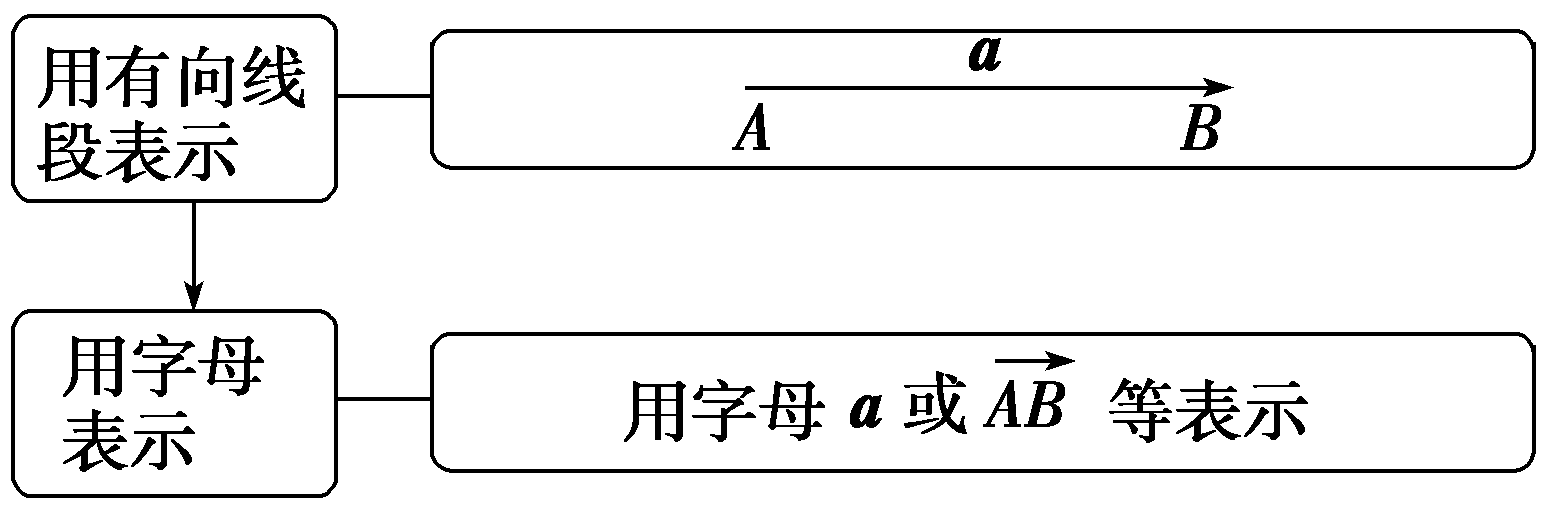 用有向线
段表示
a
A B
用字母
表示
用字母 a 或 \overrightarrow{AB} 等表示